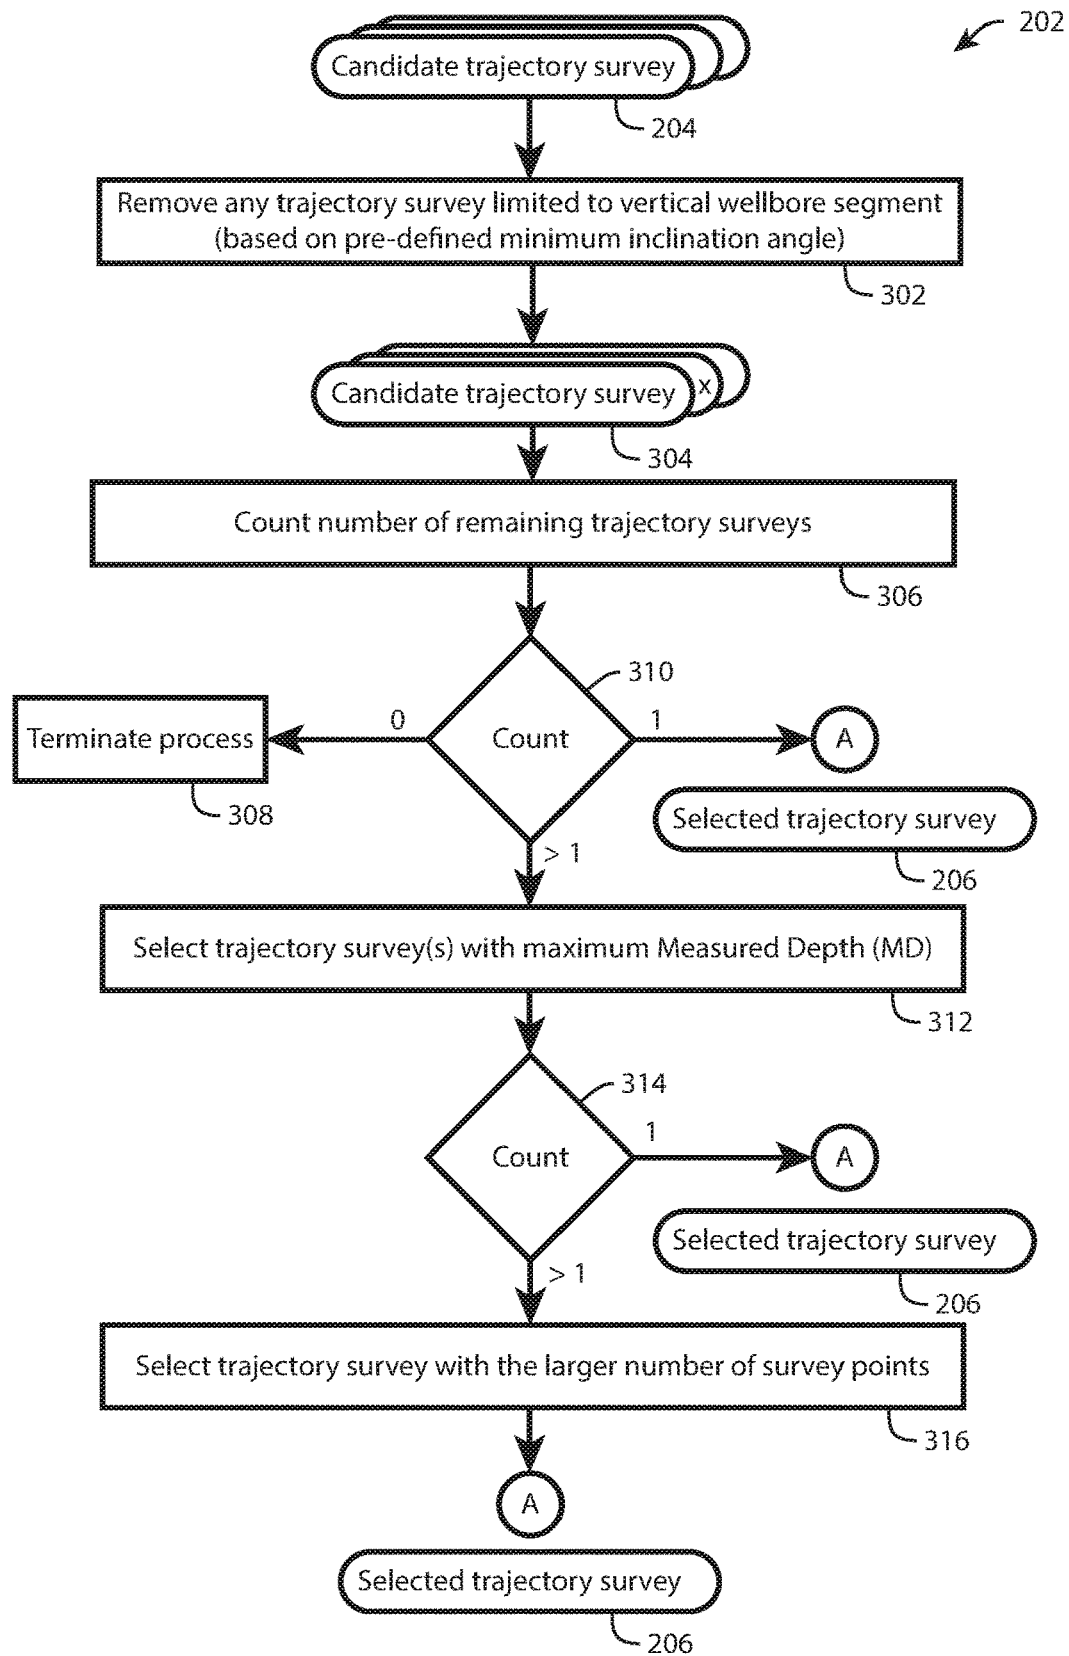 202
Candidate trajectory survey
204
Remove any trajectory survey limited to vertical wellbore segment
(based on pre-defined minimum inclination angle)
302
Candidate trajectory survey
x
304
Count number of remaining trajectory surveys
306
310
0
1
Terminate process
Count
A
308
Selected trajectory survey
> 1
206
Select trajectory survey(s) with maximum Measured Depth (MD)
312
314
1
Count
A
Selected trajectory survey
> 1
206
Select trajectory survey with the larger number of survey points
316
A
Selected trajectory survey
206